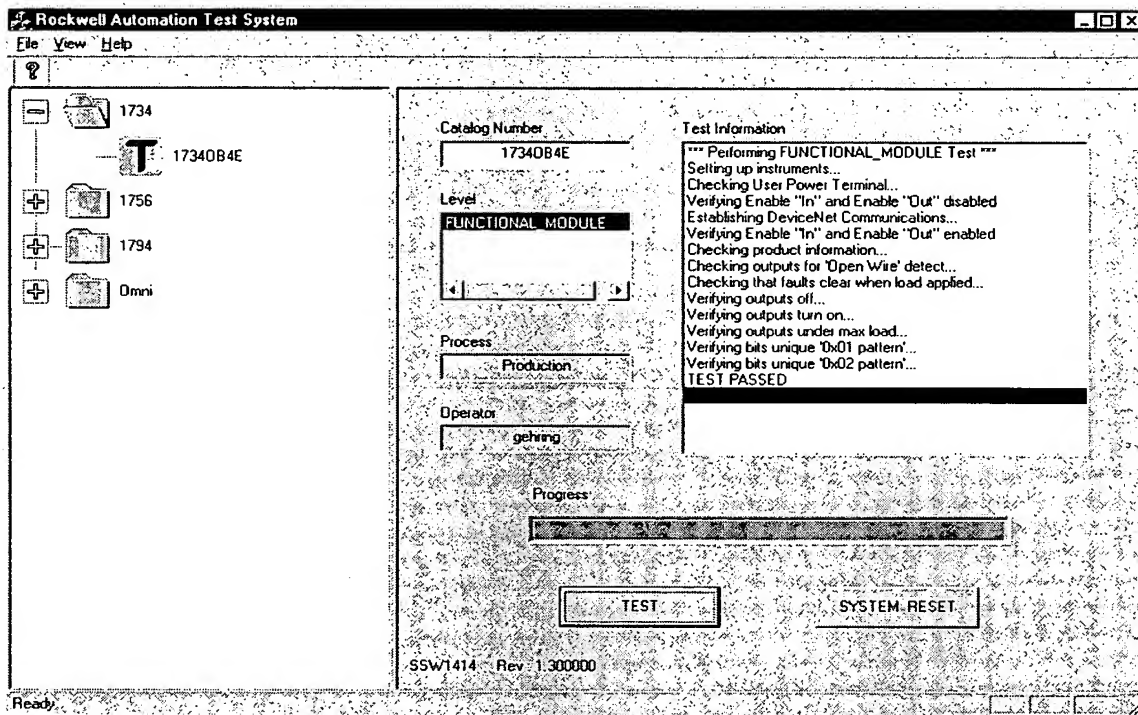 Rockwell Automation Test System
File View Help
1734
1734OB4E
1756
1794
Omni
Catalog Number
1734OB4E
Level
FUNCTIONAL_MODULE
Process
Production
Operator
gehring
Test Information
*** Performing FUNCTIONAL_MODULE Test ***
Setting up instruments...
Checking User Power Terminal...
Verifying Enable "In" and Enable "Out" disabled
Establishing DeviceNet Communications...
Verifying Enable "In" and Enable "Out" enabled
Checking product information...
Checking outputs for 'Open Wire' detect...
Checking that faults clear when load applied...
Verifying outputs off...
Verifying outputs turn on...
Verifying outputs under max load...
Verifying bits unique '0x01 pattern'...
Verifying bits unique '0x02 pattern'...
TEST PASSED
Progress
TEST
SYSTEM RESET
SSW1414 Rev 1.300000
Ready